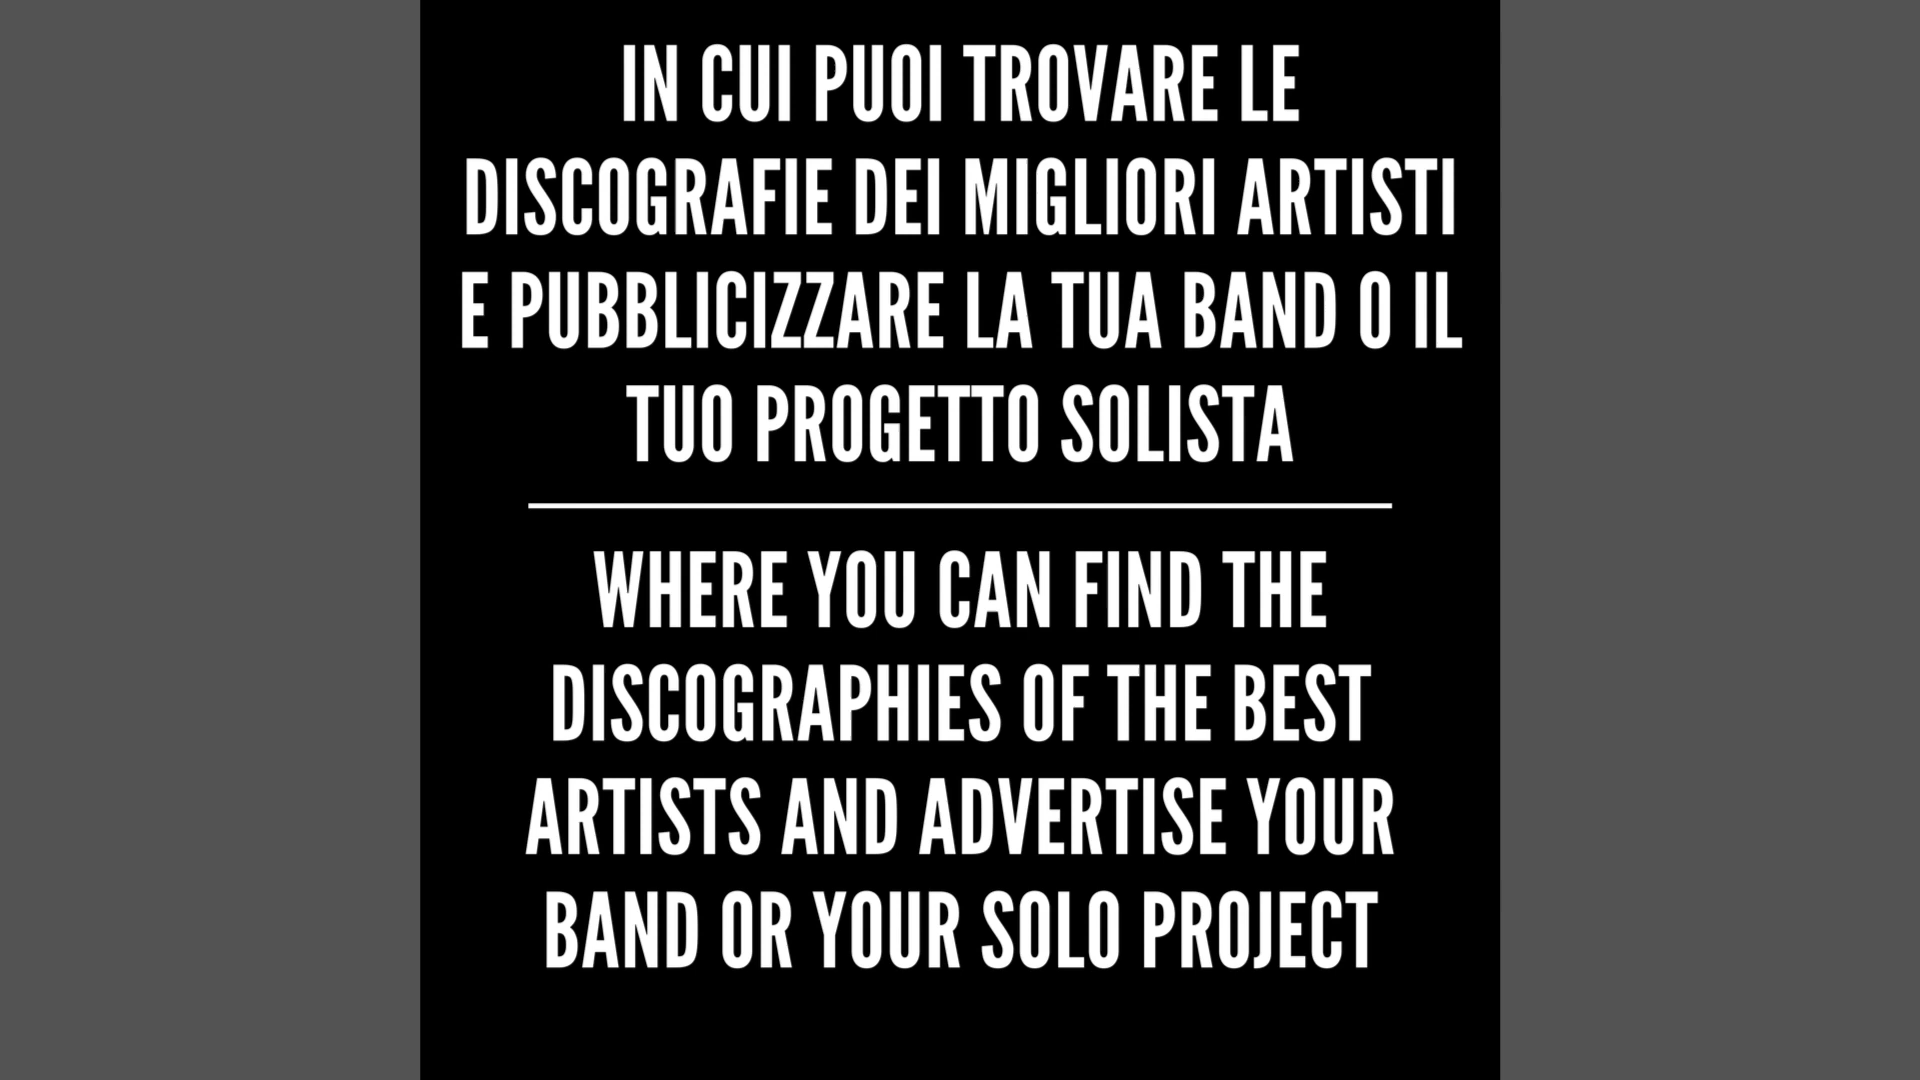 IN CUI PUOI TROVARE LE
DISCOGRAFIE DEI MIGLIORI ARTISTI
E PUBBLICIZZARE LA TUA BAND O IL
TUO PROGETTO SOLISTA
WHERE YOU CAN FIND THE
DISCOGRAPHIES OF THE BEST
ARTISTS AND ADVERTISE YOUR
BAND OR YOUR SOLO PROJECT